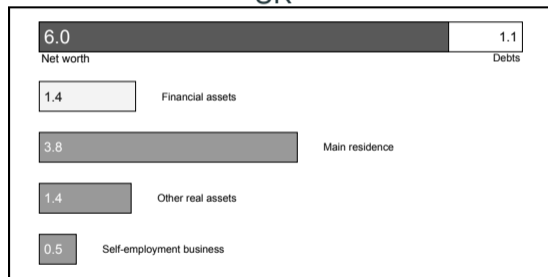 6.0 1.1
Net worth Debts
1.4 Financial assets
3.8 Main residence
1.4 Other real assets
0.5 Self-employment business